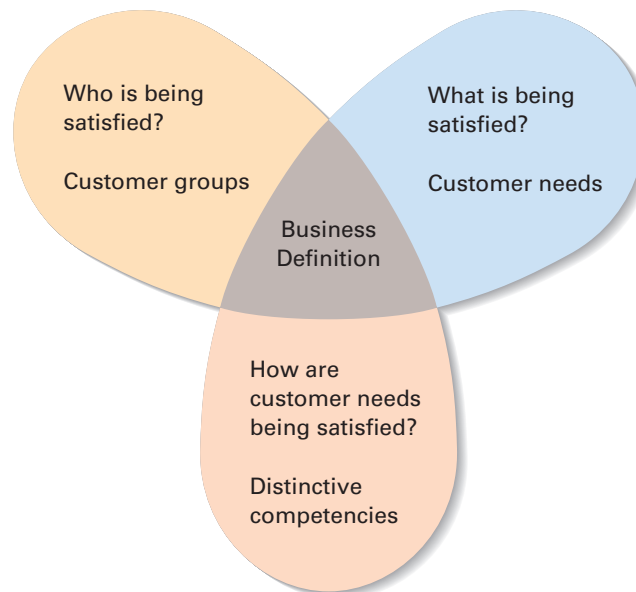 Who is being
satisfied?
Customer groups
What is being
satisfied?
Customer needs
Business
Definition
How are
customer needs
being satisfied?
Distinctive
competencies